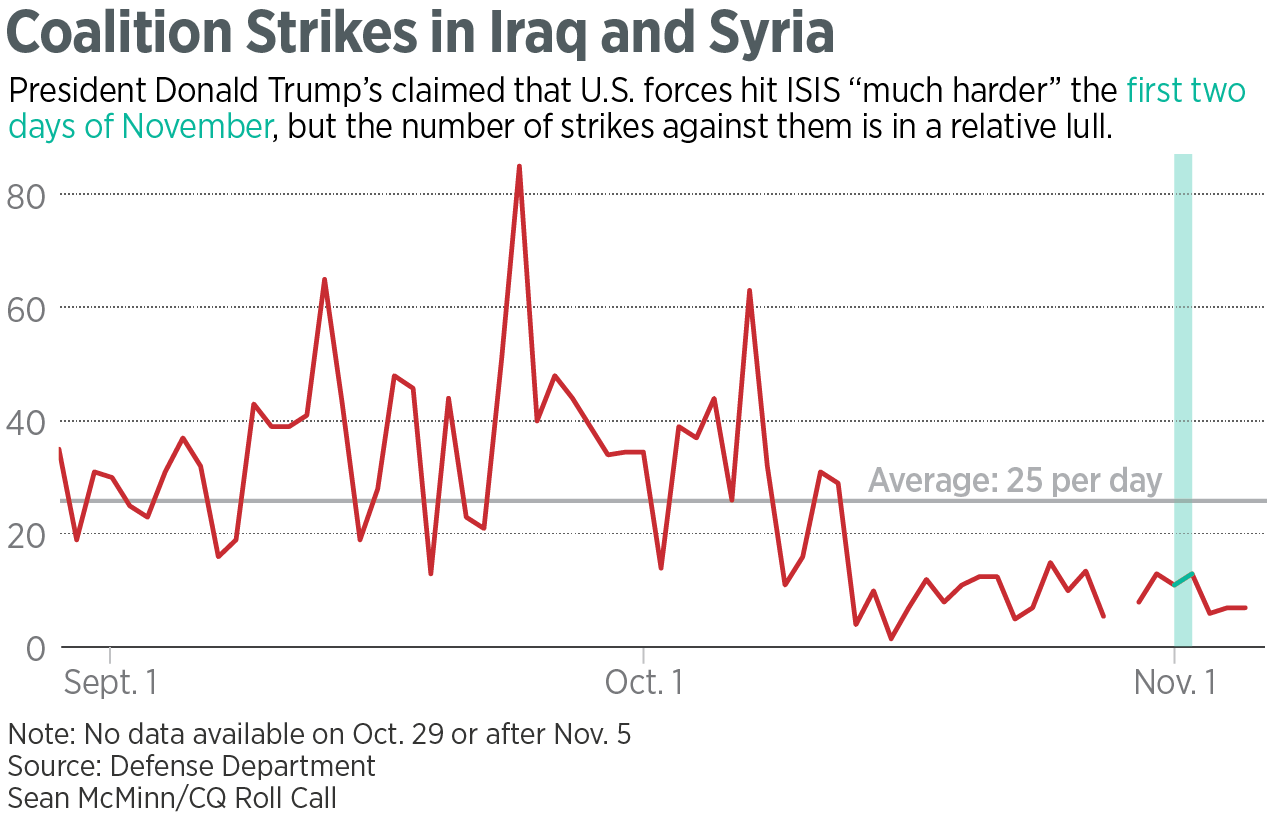 Coalition Strikes in Iraq and Syria
President Donald Trump’s claimed that U.S. forces hit ISIS “much harder” the first two
days of November, but the number of strikes against them is in a relative lull.
80
60
40
Average: 25 per day
20
0
Sept. 1 Oct. 1 Nov. 1
Note: No data available on Oct. 29 or after Nov. 5
Source: Defense Department
Sean McMinn/CQ Roll Call